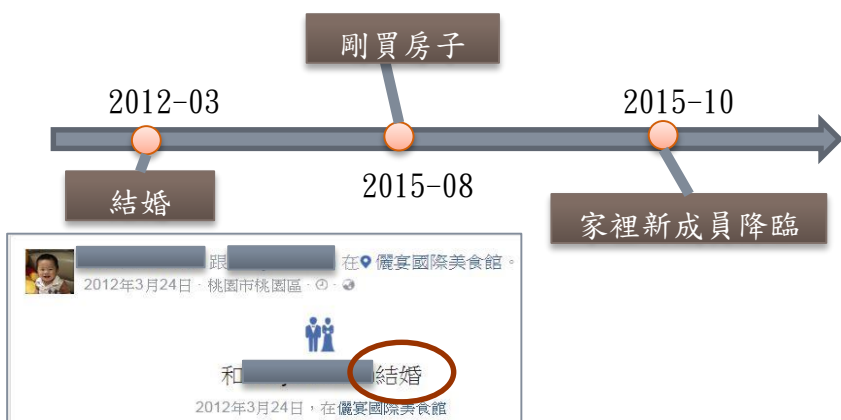 剛買房子
2012-03
2015-10
2015-08
結婚
家裡新成員降臨
跟 在 儷宴國際美食館。
2012年3月24日 · 桃園市桃園區 ·
和 結婚
2012年3月24日，在儷宴國際美食館